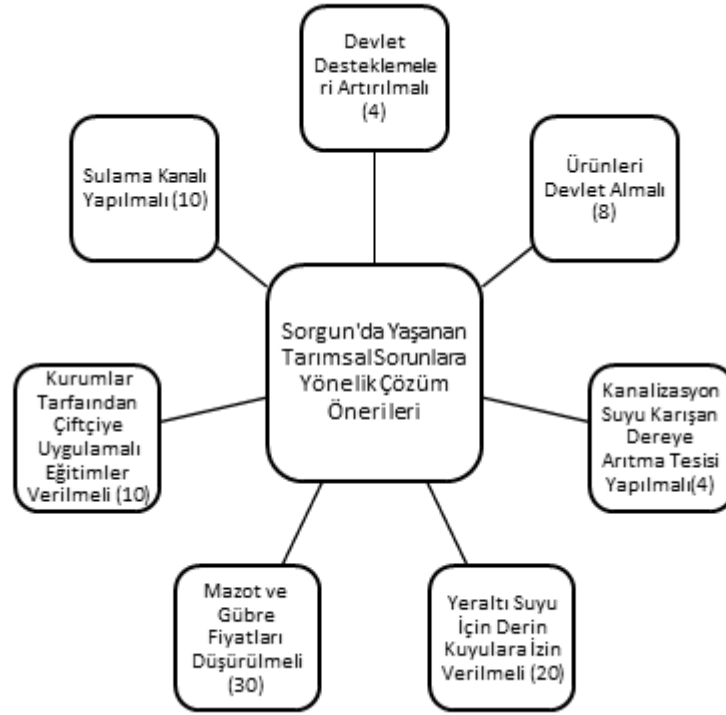 Devlet
Desteklemele
ri Artırılmalı
(4)
Sulama Kanalı
Yapılmalı (10)
Ürünleri
Devlet Almalı
(8)
Sorgun'da Yaşanan
Tarımsal Sorunlara
Yönelik Çözüm
Önerileri
Kurumlar
Tarfaından
Çiftçiye
Uygulamalı
Eğitimler
Verilmeli (10)
Kanalizasyon
Suyu Karışan
Dereye
Arıtma Tesisi
Yapılmalı(4)
Mazot ve
Gübre
Fiyatları
Düşürülmeli
(30)
Yeraltı Suyu
İçin Derin
Kuyulara İzin
Verilmeli (20)